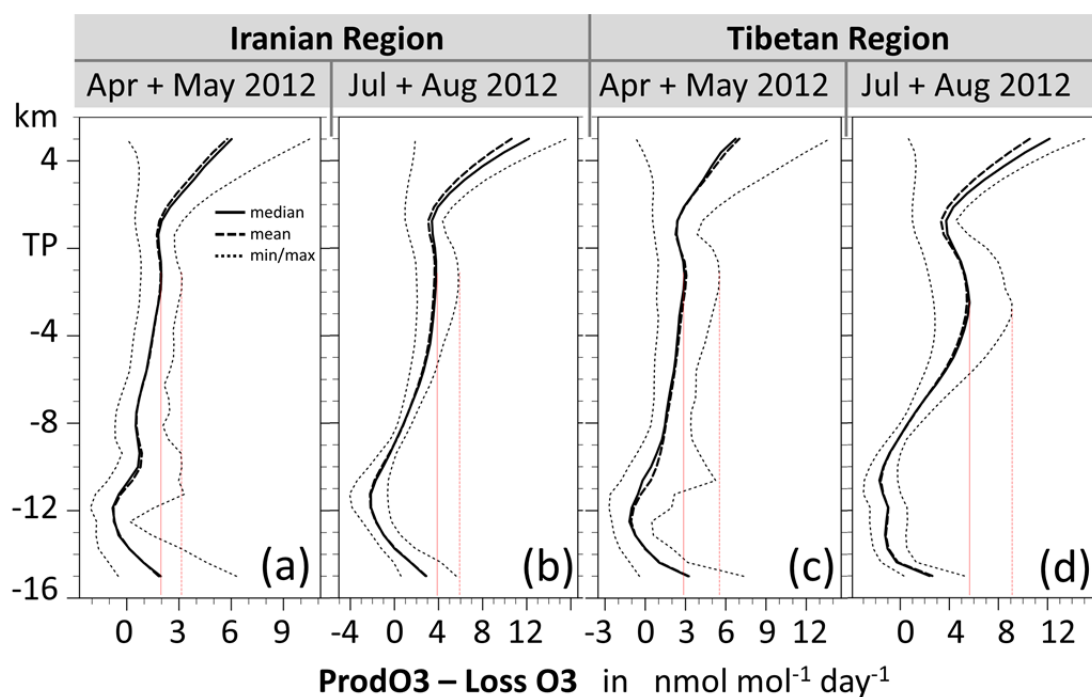 Iranian Region Tibetan Region
Apr + May 2012 Jul + Aug 2012 Apr + May 2012 Jul + Aug 2012
km
4
median
mean
TP
min/max
-4
-8
-12
(a) (b) (c) (d)
-16
0 3 6 9 -4 0 4 8 12 -3 0 3 6 9 12 0 4 8 12
ProdO3 – Loss O3 in nmol mol⁻¹ day⁻¹